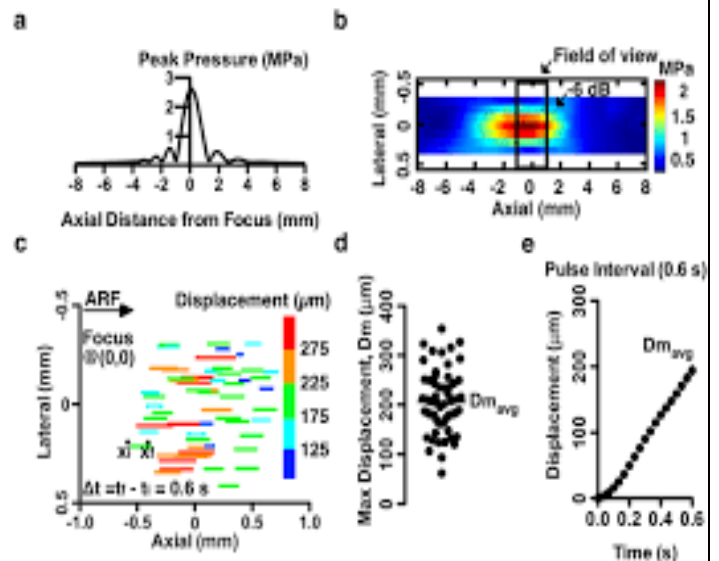 a
Peak Pressure (MPa)
3
2
1
-8 -6 -4 -2 0 2 4 6 8
Axial Distance from Focus (mm)
b
Field of view
-6 dB
MPa
2
1
0.5
Lateral (mm)
-0.5
0
0.5
-8 -6 -4 -2 0 2 4 6 8
Axial (mm)
c
ARF
Displacement (μm)
Focus
@(0,0)
275
225
175
125
Lateral (mm)
-0.5
0
0.5
xi xf
Δt = tf - ti = 0.6 s
-1.0 -0.5 0 0.5 1.0
Axial (mm)
d
Max Displacement, Dm (μm)
0 100 200 300 400
Dmavg
e
Pulse Interval (0.6 s)
Displacement (μm)
0 100 200 300
Dmavg
0.0 0.2 0.4 0.6
Time (s)